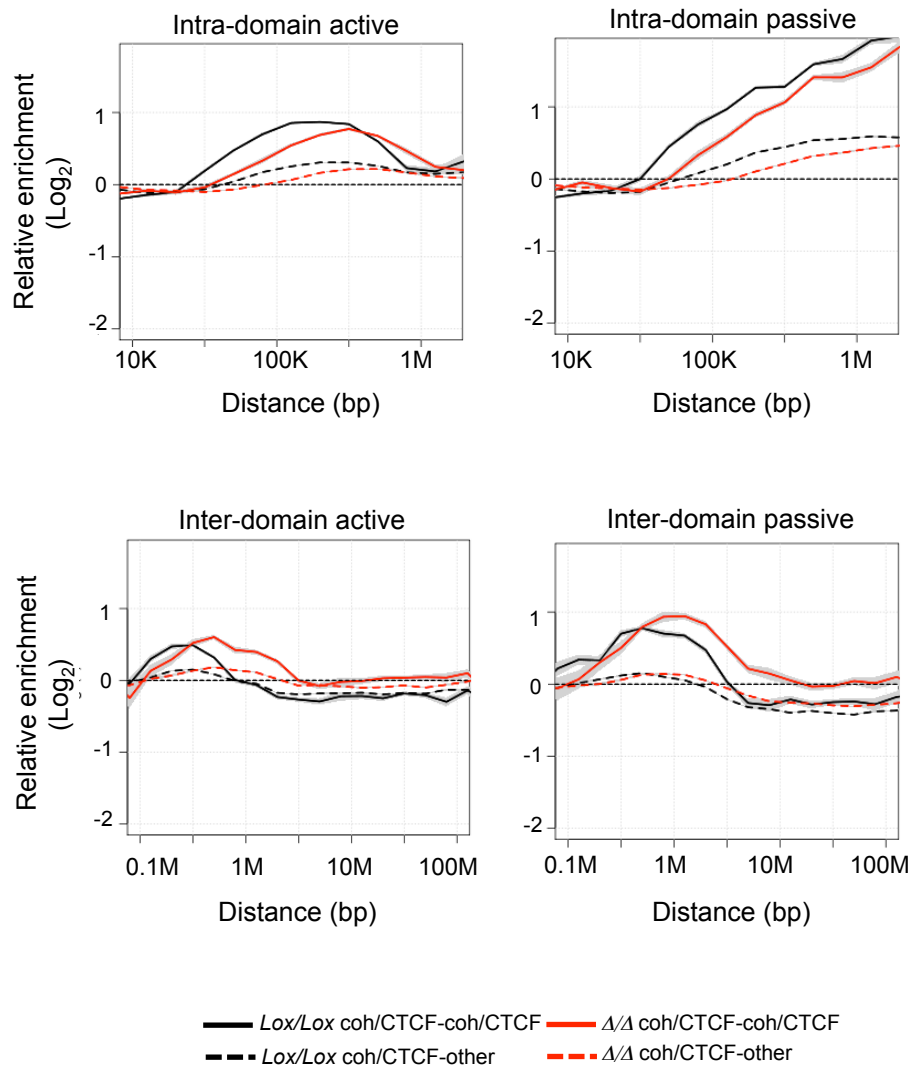 Intra-domain active
Intra-domain passive
Relative enrichment
(Log2)
1
0
-1
-2
1
0
-1
-2
10K 100K 1M
10K 100K 1M
Distance (bp)
Distance (bp)
Inter-domain active
Inter-domain passive
Relative enrichment
(Log2)
1
0
-1
-2
1
0
-1
-2
0.1M 1M 10M 100M
0.1M 1M 10M 100M
Distance (bp)
Distance (bp)
Lox/Lox coh/CTCF-coh/CTCF
Δ/Δ coh/CTCF-coh/CTCF
Lox/Lox coh/CTCF-other
Δ/Δ coh/CTCF-other